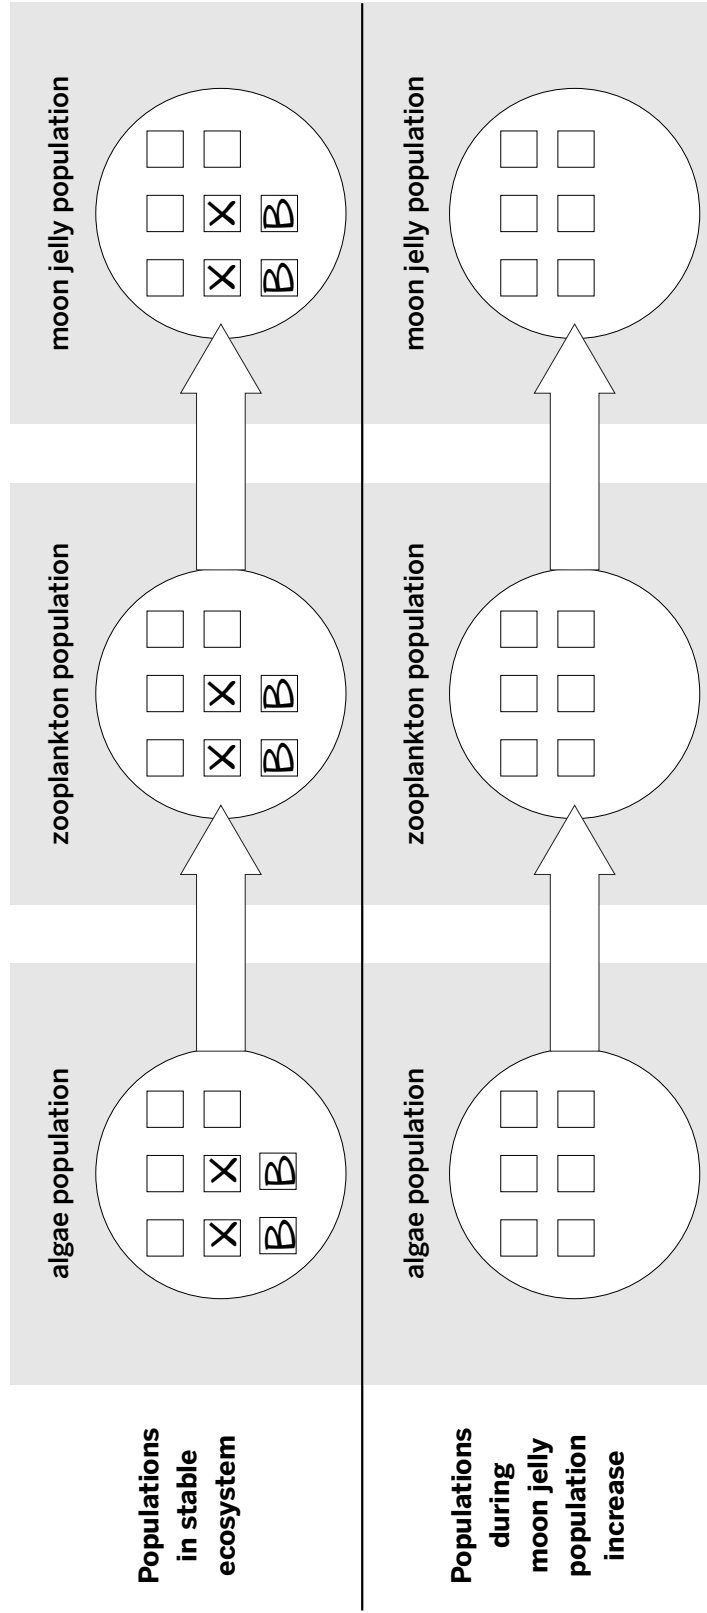 algae population
zooplankton population
moon jelly population
Populations
in stable
ecosystem
X
X
B
B
X
X
B
B
X
X
B
B
algae population
zooplankton population
moon jelly population
Populations
during
moon jelly
population
increase